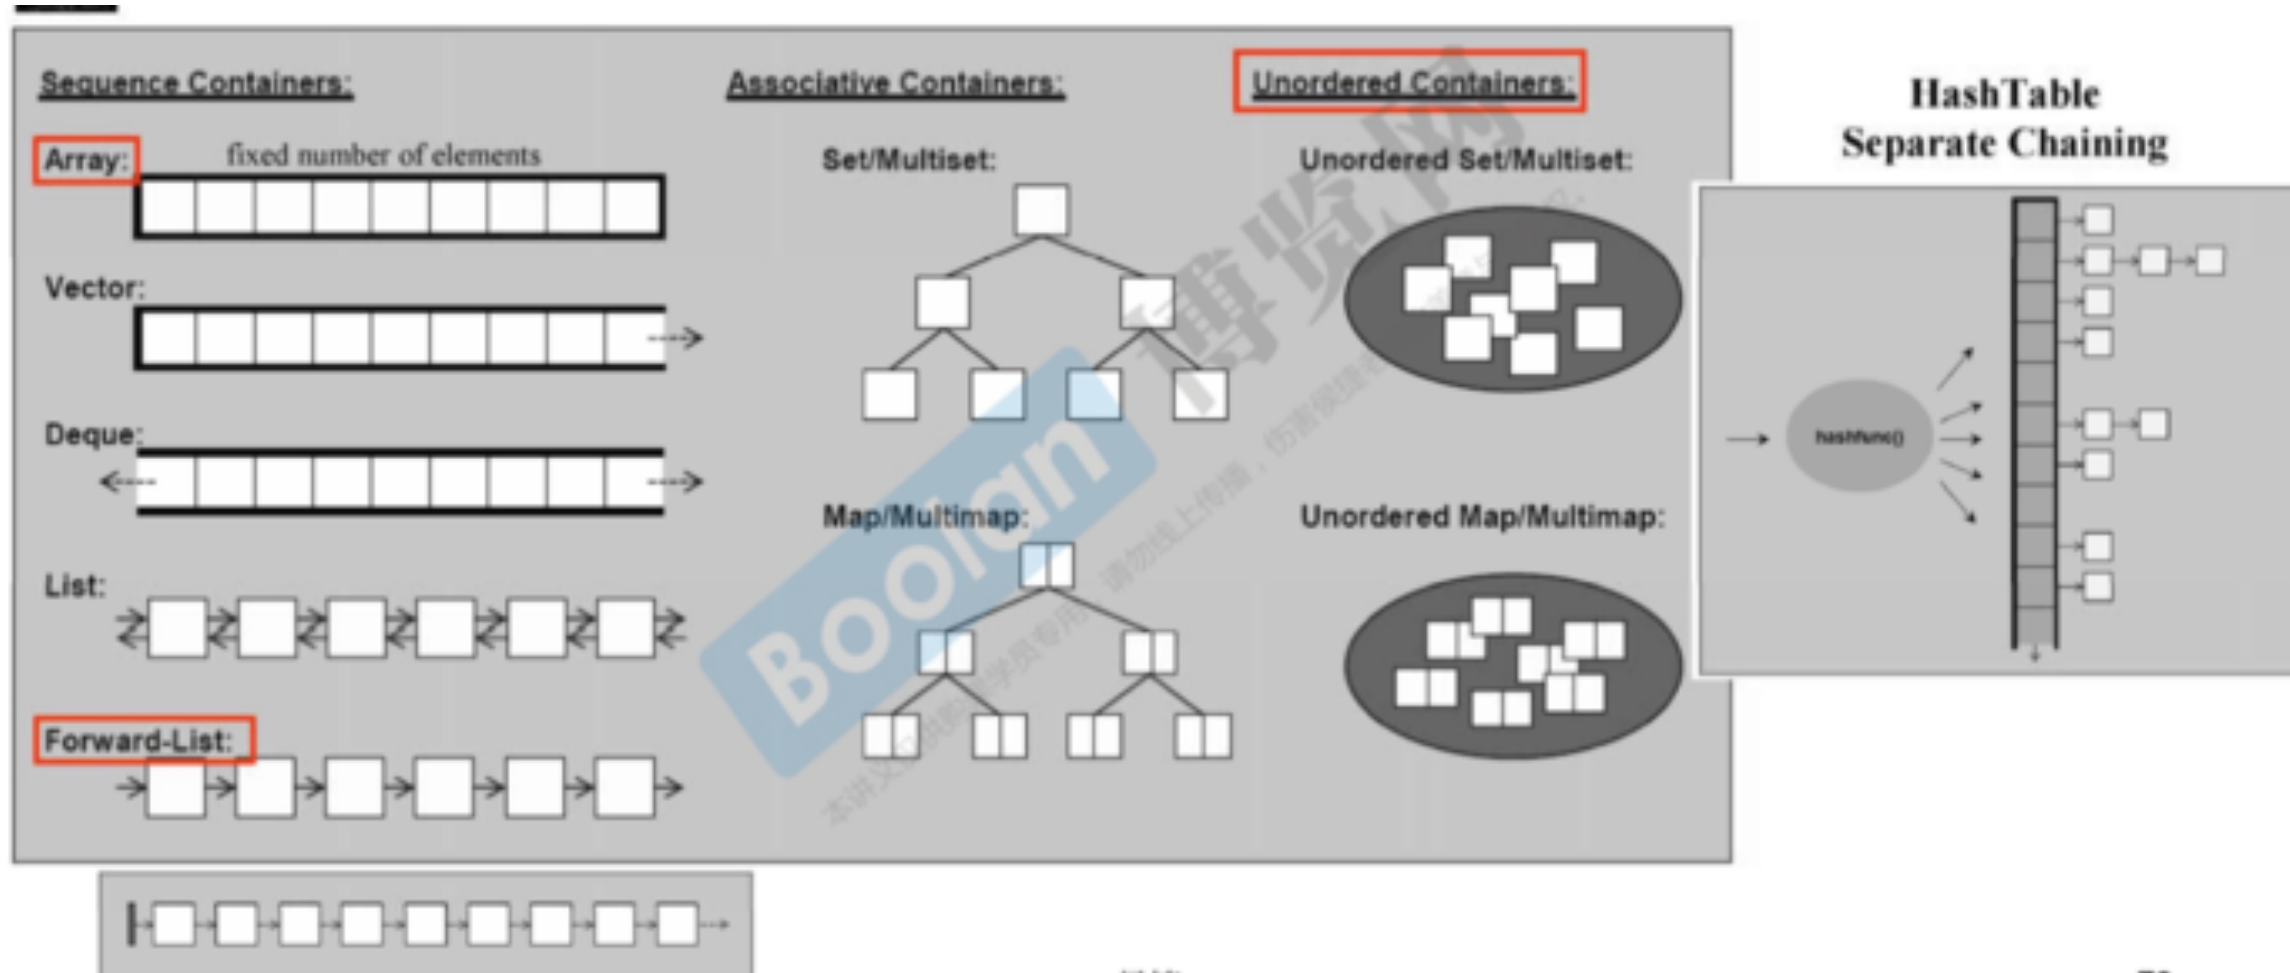 Sequence Containers:
Array:
fixed number of elements
Vector:
Deque:
List:
Forward-List:
Associative Containers:
Set/Multiset:
Map/Multimap:
Unordered Containers:
Unordered Set/Multiset:
Unordered Map/Multimap:
HashTable
Separate Chaining
hashfunc()
Boolan
博览网